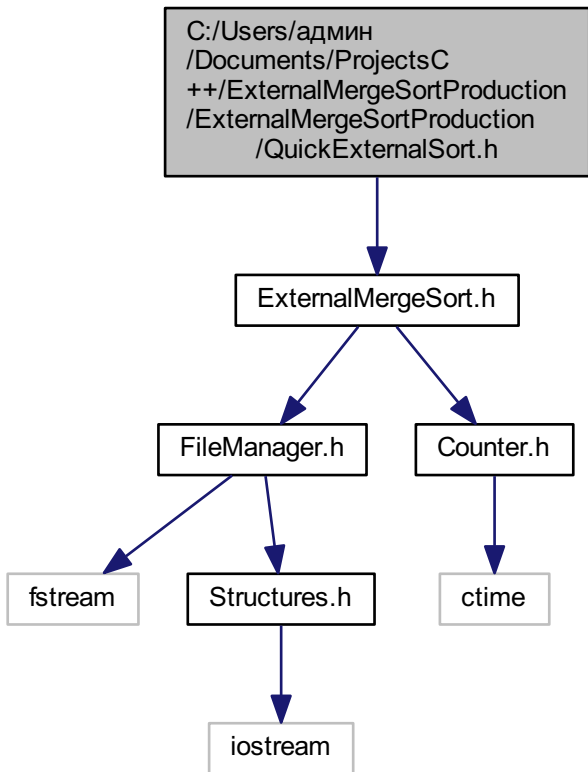 C:/Users/админ
/Documents/ProjectsC
++/ExternalMergeSortProduction
/ExternalMergeSortProduction
/QuickExternalSort.h
ExternalMergeSort.h
FileManager.h
Counter.h
fstream
Structures.h
ctime
iostream